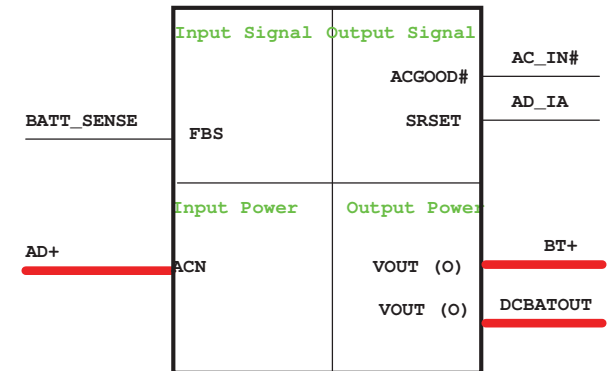 Input Signal Output Signal
ACGOOD# AC_IN#
SRSET AD_IA
BATT_SENSE FBS
Input Power Output Power
AD+ ACN VOUT (O) BT+
VOUT (O) DCBATOUT